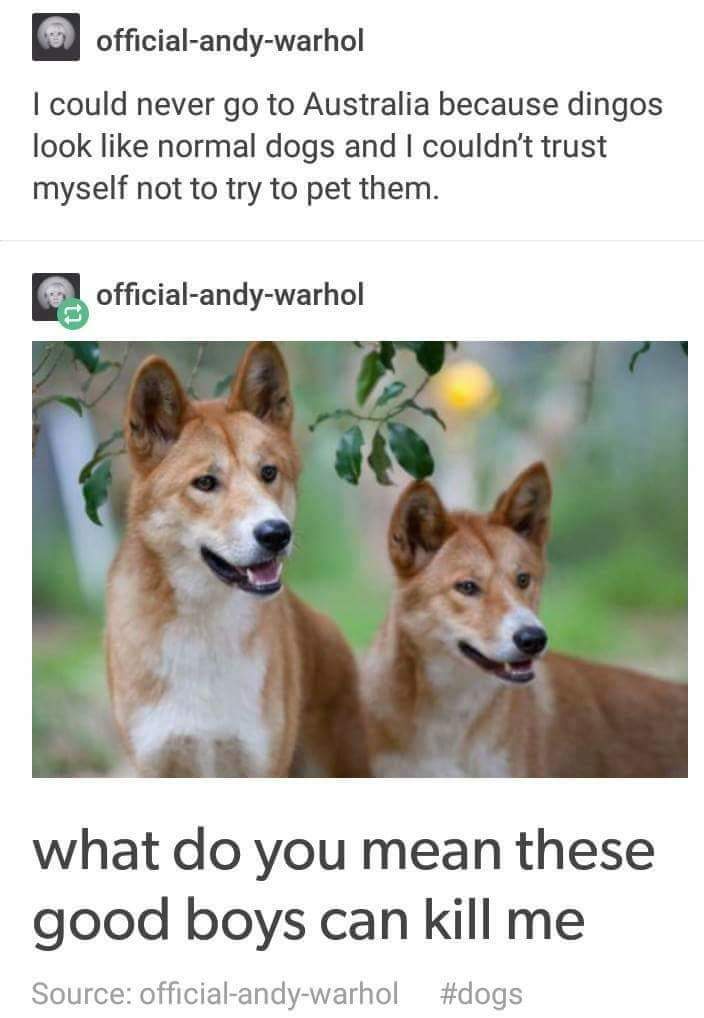 official-andy-warhol
I could never go to Australia because dingos
look like normal dogs and I couldn't trust
myself not to try to pet them.
official-andy-warhol
what do you mean these
good boys can kill me
Source: official-andy-warhol #dogs